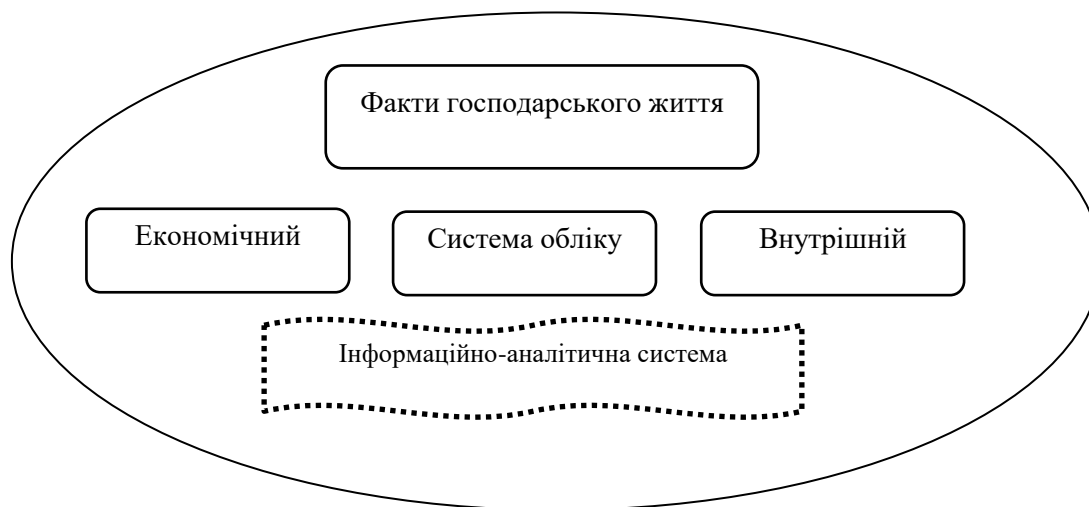 Факти господарського життя
Економічний
Система обліку
Внутрішній
Інформаційно-аналітична система